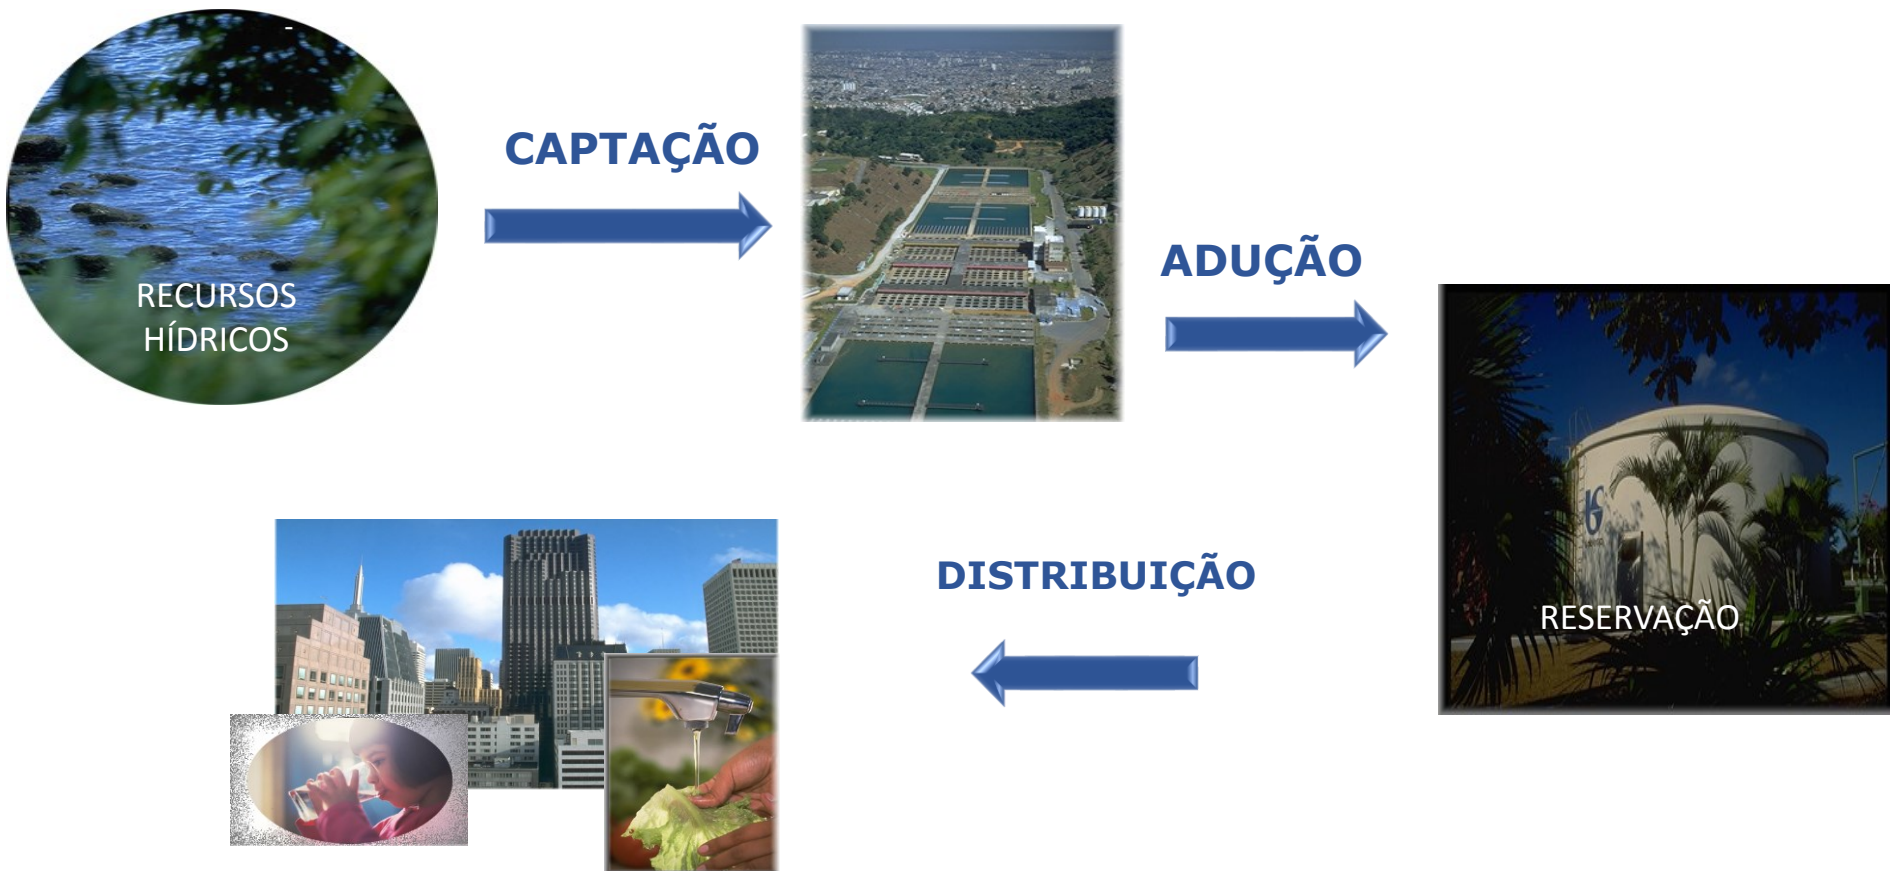 -
RECURSOS
HÍDRICOS
CAPTAÇÃO
ADUÇÃO
RESERVAÇÃO
DISTRIBUIÇÃO